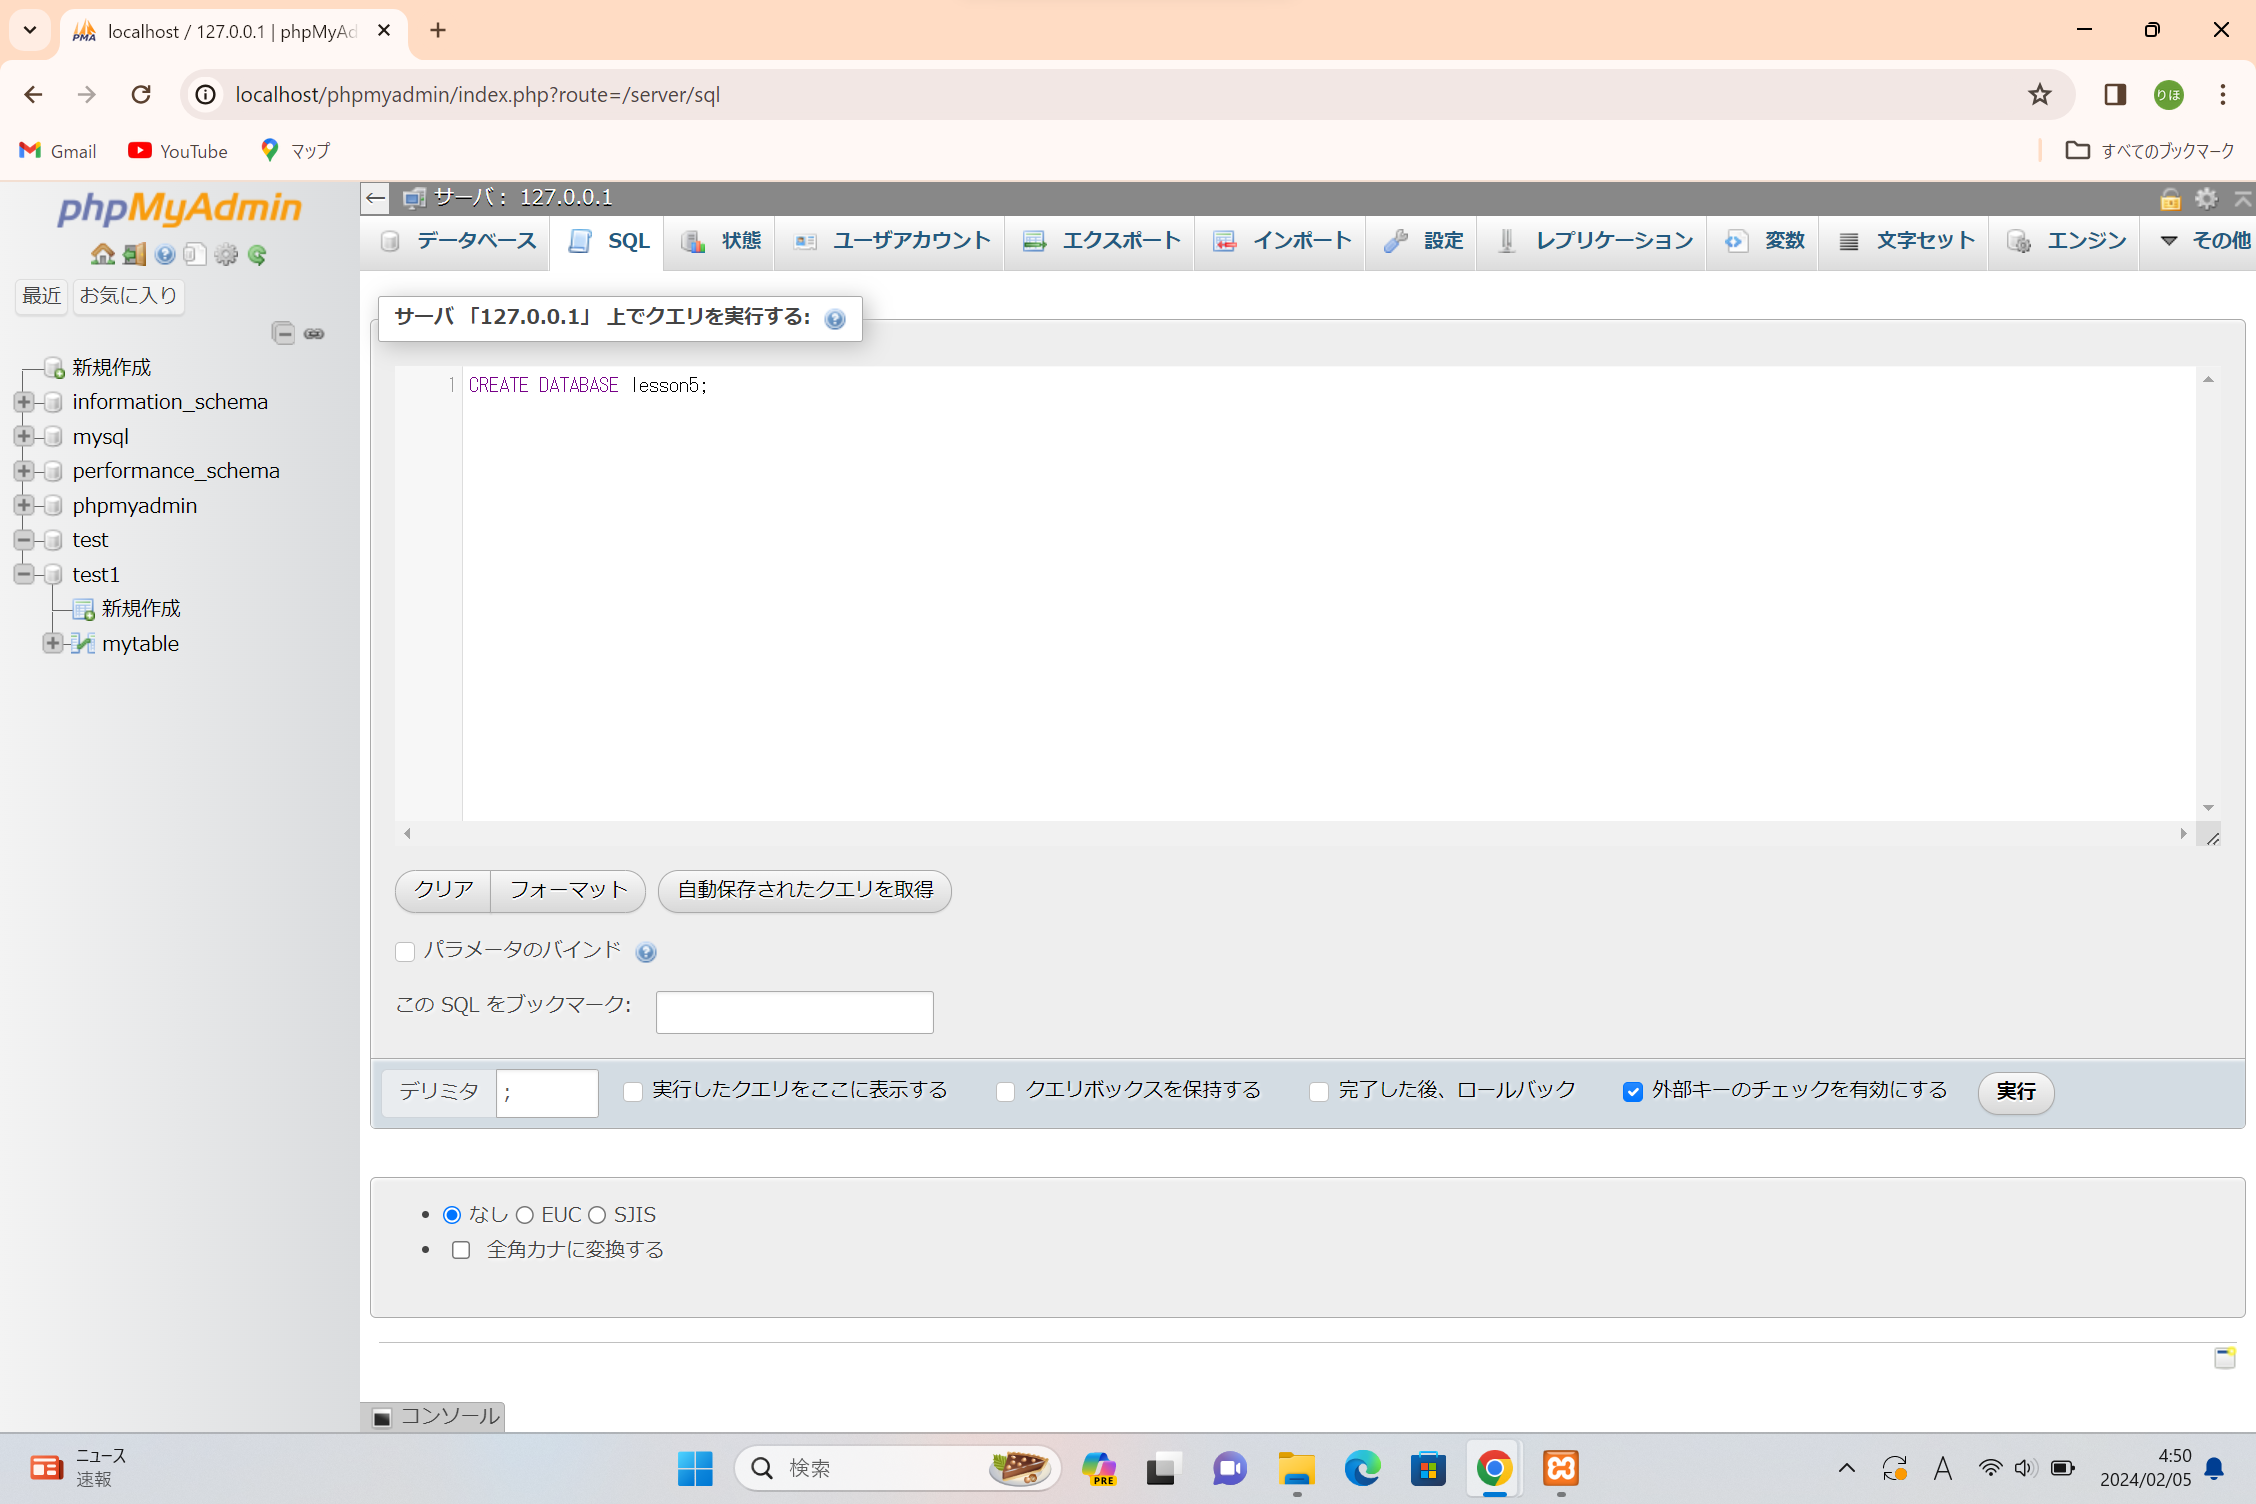 localhost / 127.0.0.1 | phpMyAd
localhost/phpmyadmin/index.php?route=/server/sql
りほ
Gmail YouTube マップ すべてのブックマーク
phpMyAdmin
最近 お気に入り
新規作成
information_schema
mysql
performance_schema
phpmyadmin
test
test1
新規作成
mytable
サーバ: 127.0.0.1
データベース SQL 状態 ユーザアカウント エクスポート インポート 設定 レプリケーション 変数 文字セット エンジン その他
サーバ 「127.0.0.1」 上でクエリを実行する:
1 CREATE DATABASE lesson5;
クリア フォーマット 自動保存されたクエリを取得
パラメータのバインド
この SQL をブックマーク:
デリミタ ; 実行したクエリをここに表示する クエリボックスを保持する 完了した後、ロールバック 外部キーのチェックを有効にする 実行
なし EUC SJIS
全角カナに変換する
コンソール
ニュース
速報
検索
PRE
A
4:50
2024/02/05